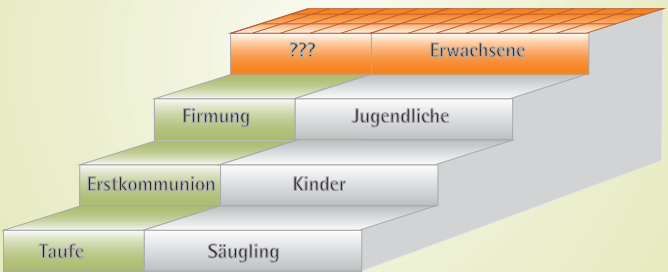 ??? Erwachsene
Firmung Jugendliche
Erstkommunion Kinder
Taufe Säugling